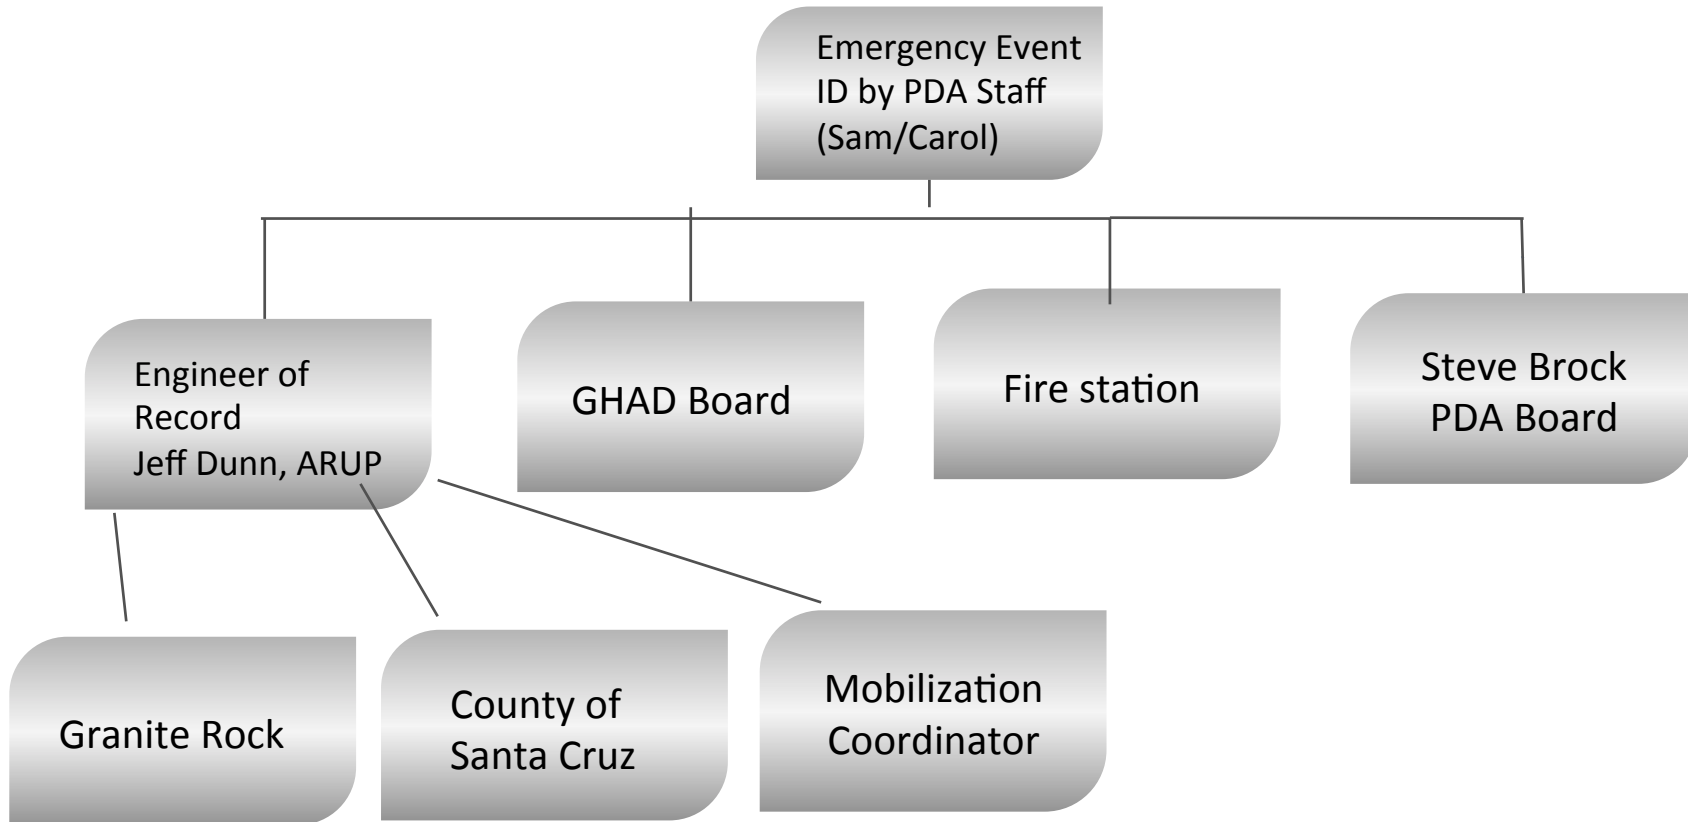 Emergency Event
ID by PDA Staff
(Sam/Carol)
Engineer of
Record
Jeff Dunn, ARUP
GHAD Board
Fire station
Steve Brock
PDA Board
Granite Rock
County of
Santa Cruz
Mobilization
Coordinator